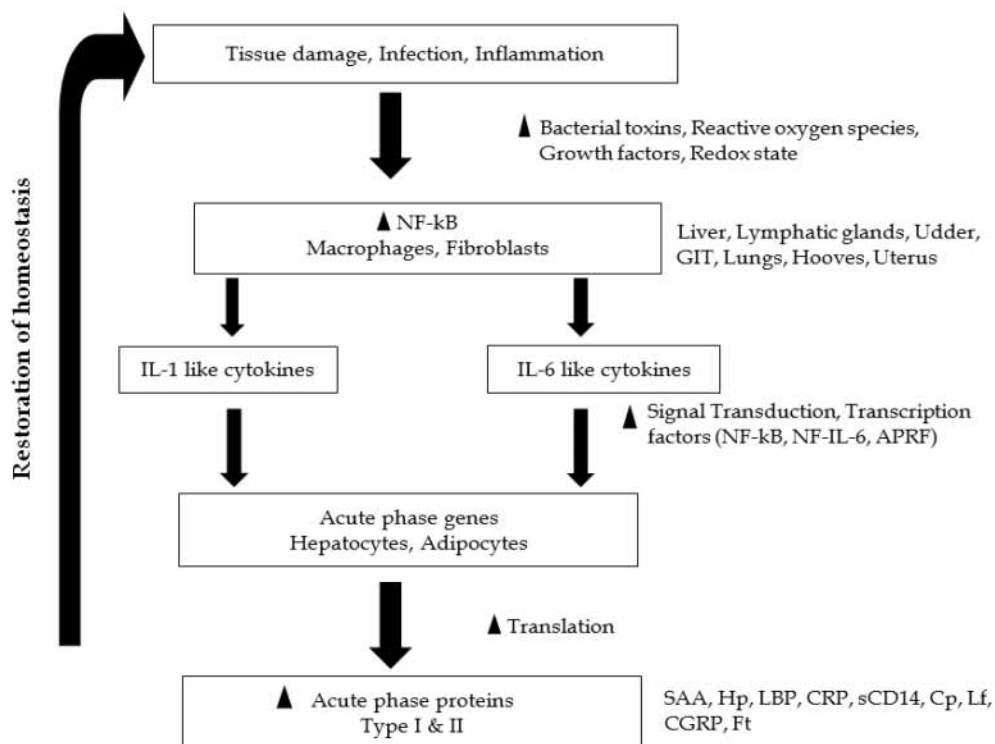 Tissue damage, Infection, Inflammation
▲ Bacterial toxins, Reactive oxygen species,
Growth factors, Redox state
▲ NF-kB
Macrophages, Fibroblasts
Liver, Lymphatic glands, Udder,
GIT, Lungs, Hooves, Uterus
Restoration of homeostasis
IL-1 like cytokines
IL-6 like cytokines
▲ Signal Transduction, Transcription
factors (NF-kB, NF-IL-6, APRF)
Acute phase genes
Hepatocytes, Adipocytes
▲ Translation
▲ Acute phase proteins
Type I & II
SAA, Hp, LBP, CRP, sCD14, Cp, Lf,
CGRP, Ft